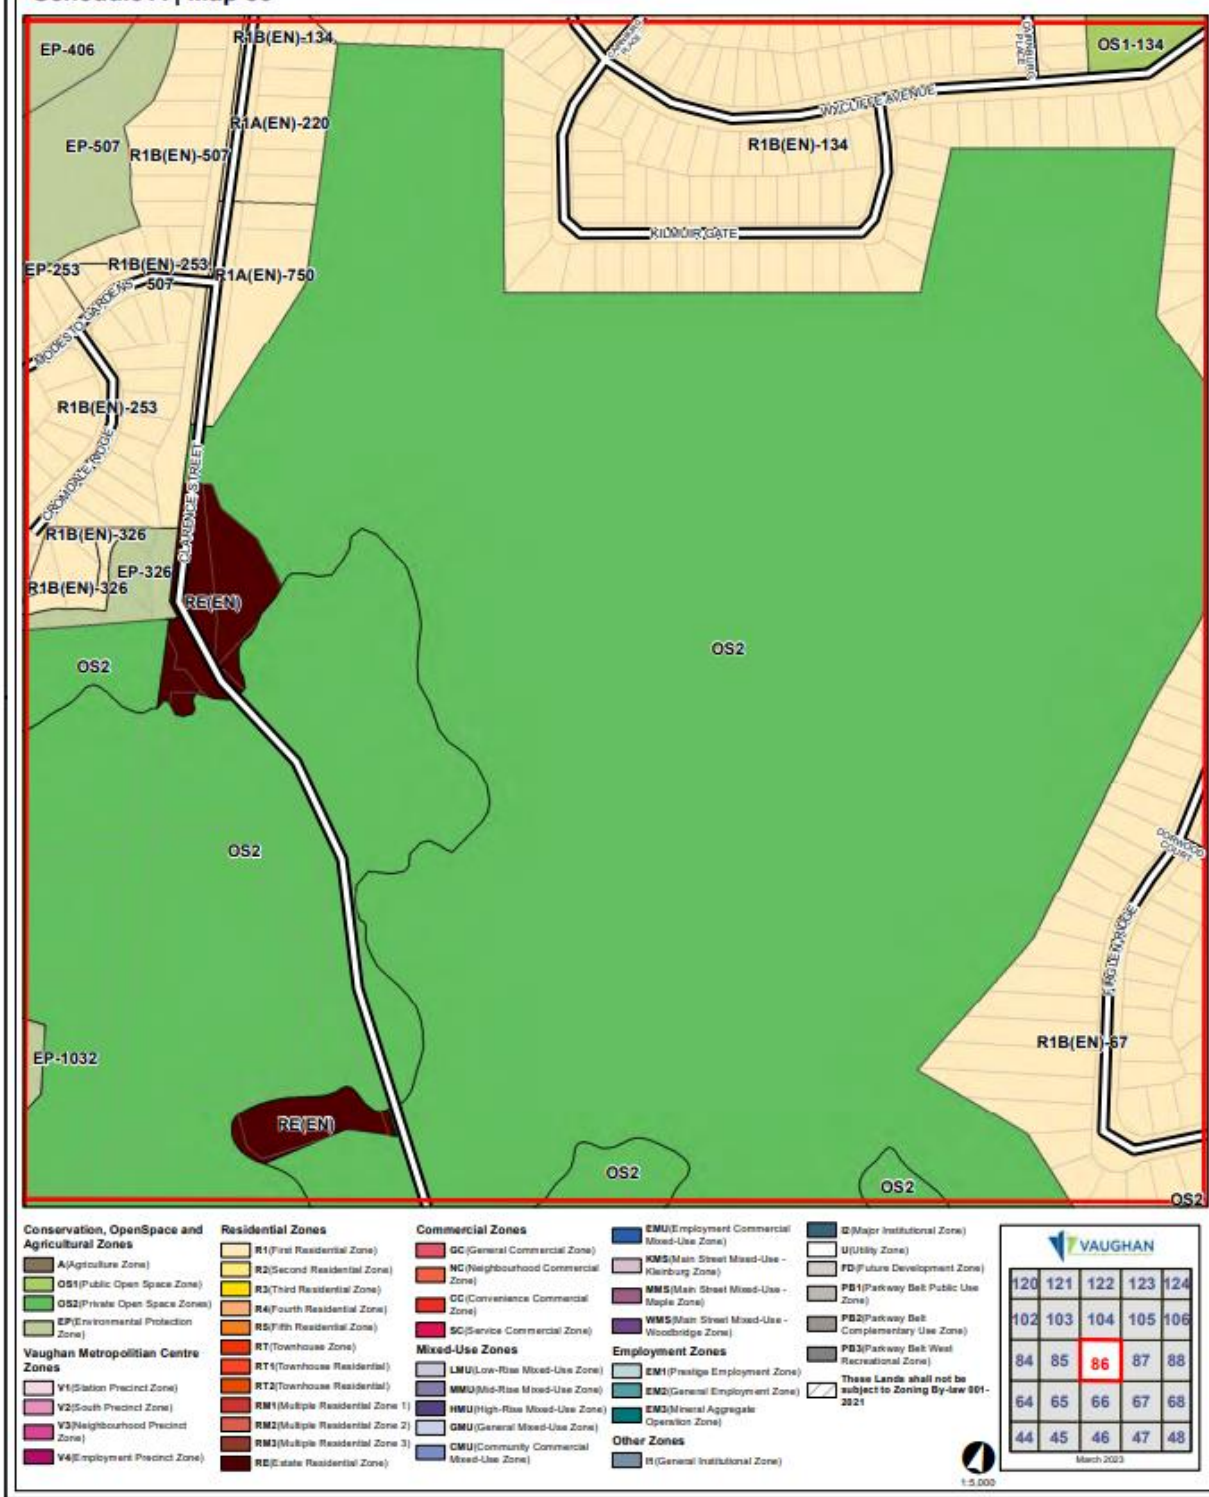 EP-406
R1B(EN)-134
CAIRNBURG PLACE
CAIRNBURG PLACE
OS1-134
R1A(EN)-220
WYCLIFFE AVENUE
EP-507
R1B(EN)-507
R1B(EN)-134
KILMUIR GATE
EP-253
R1B(EN)-253
507
R1A(EN)-750
MODESTO GARDENS
R1B(EN)-253
CROMDALE RIDGE
CLARENCE STREET
R1B(EN)-326
EP-326
R1B(EN)-326
RE(EN)
OS2
OS2
OS2
DORWOOD COURT
FIRGLEN RIDGE
R1B(EN)-67
EP-1032
RE(EN)
OS2
OS2
OS2
Conservation, OpenSpace and
Agricultural Zones
A(Agriculture Zone)
OS1(Public Open Space Zone)
OS2(Private Open Space Zones)
EP(Environmental Protection
Zone)
Vaughan Metropolitan Centre
Zones
V1(Station Precinct Zone)
V2(South Precinct Zone)
V3(Neighbourhood Precinct
Zone)
V4(Employment Precinct Zone)
Residential Zones
R1(First Residential Zone)
R2(Second Residential Zone)
R3(Third Residential Zone)
R4(Fourth Residential Zone)
R5(Fifth Residential Zone)
RT(Townhouse Zone)
RT1(Townhouse Residential)
RT2(Townhouse Residential)
RM1(Multiple Residential Zone 1)
RM2(Multiple Residential Zone 2)
RM3(Multiple Residential Zone 3)
RE(Estate Residential Zone)
Commercial Zones
GC(General Commercial Zone)
NC(Neighbourhood Commercial
Zone)
CC(Convenience Commercial
Zone)
SC(Service Commercial Zone)
Mixed-Use Zones
LMU(Low-Rise Mixed-Use Zone)
MMU(Mid-Rise Mixed-Use Zone)
HMU(High-Rise Mixed-Use Zone)
GMU(General Mixed-Use Zone)
CMU(Community Commercial
Mixed-Use Zone)
EMU(Employment Commercial
Mixed-Use Zone)
KMS(Main Street Mixed-Use -
Kleinburg Zone)
MMS(Main Street Mixed-Use -
Maple Zone)
WMS(Main Street Mixed-Use -
Woodbridge Zone)
Employment Zones
EM1(Prestige Employment Zone)
EM2(General Employment Zone)
EM3(Mineral Aggregate
Operation Zone)
Other Zones
I1(General Institutional Zone)
I2(Major Institutional Zone)
U(Utility Zone)
FD(Future Development Zone)
PB1(Parkway Belt Public Use
Zone)
PB2(Parkway Belt
Complementary Use Zone)
PB3(Parkway Belt West
Recreational Zone)
These Lands shall not be
subject to Zoning By-law 001-
2021
1:5,000
VAUGHAN
120 121 122 123 124
102 103 104 105 106
84 85 86 87 88
64 65 66 67 68
44 45 46 47 48
March 2023